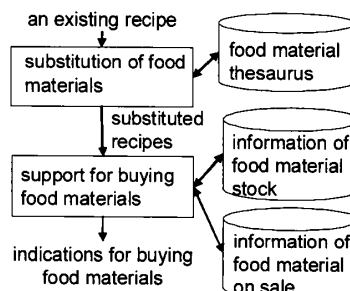 an existing recipe
substitution of food
materials
food material
thesaurus
substituted
recipes
support for buying
food materials
information of
food material
stock
indications for buying
food materials
information of
food material
on sale